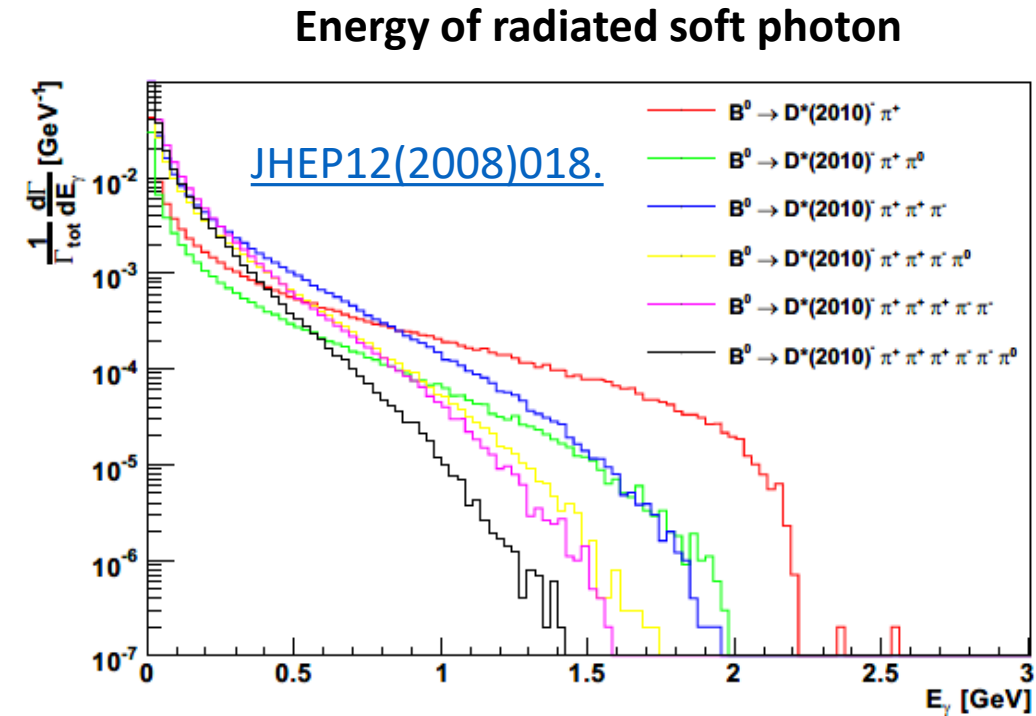 Energy of radiated soft photon
JHEP12(2008)018.
1/Γtot dΓ/dEγ [GeV⁻¹]
B⁰ → D*(2010)⁻ π⁺
B⁰ → D*(2010)⁻ π⁺ π⁰
B⁰ → D*(2010)⁻ π⁺ π⁺ π⁻
B⁰ → D*(2010)⁻ π⁺ π⁺ π⁻ π⁰
B⁰ → D*(2010)⁻ π⁺ π⁺ π⁺ π⁻ π⁻
B⁰ → D*(2010)⁻ π⁺ π⁺ π⁺ π⁻ π⁻ π⁰
10⁻²
10⁻³
10⁻⁴
10⁻⁵
10⁻⁶
10⁻⁷
0 0.5 1 1.5 2 2.5 3
Eγ [GeV]